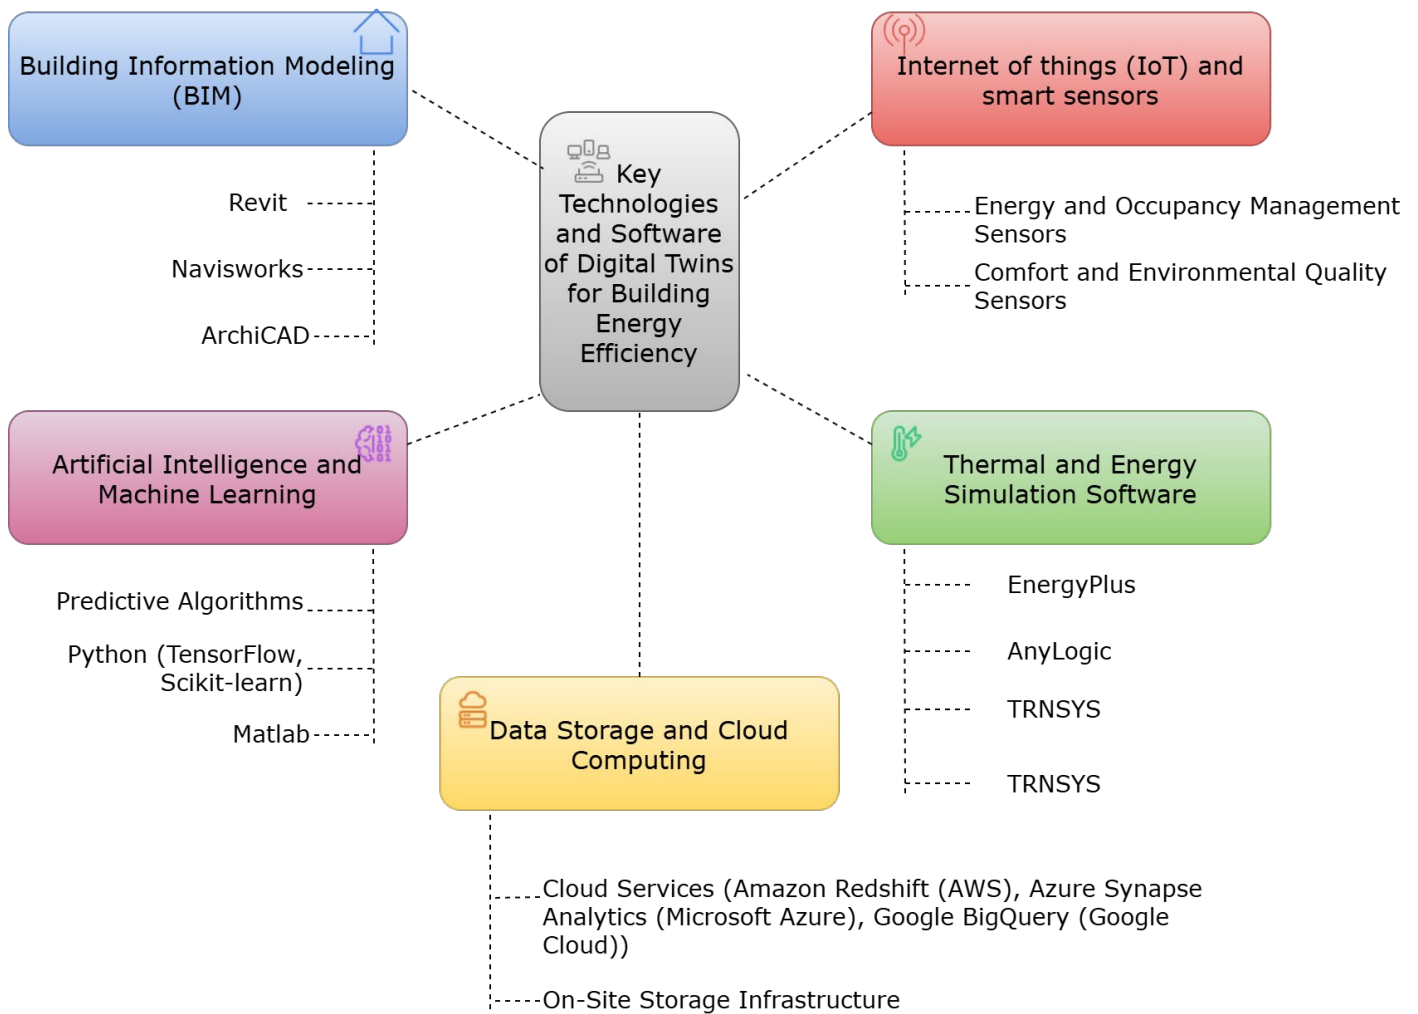 Building Information Modeling
(BIM)
Revit
Navisworks
ArchiCAD
Key
Technologies
and Software
of Digital Twins
for Building
Energy
Efficiency
Internet of things (IoT) and
smart sensors
Energy and Occupancy Management
Sensors
Comfort and Environmental Quality
Sensors
Artificial Intelligence and
Machine Learning
01
10
101
101
Predictive Algorithms
Python (TensorFlow,
Scikit-learn)
Matlab
Thermal and Energy
Simulation Software
EnergyPlus
AnyLogic
TRNSYS
TRNSYS
Data Storage and Cloud
Computing
Cloud Services (Amazon Redshift (AWS), Azure Synapse
Analytics (Microsoft Azure), Google BigQuery (Google
Cloud))
On-Site Storage Infrastructure